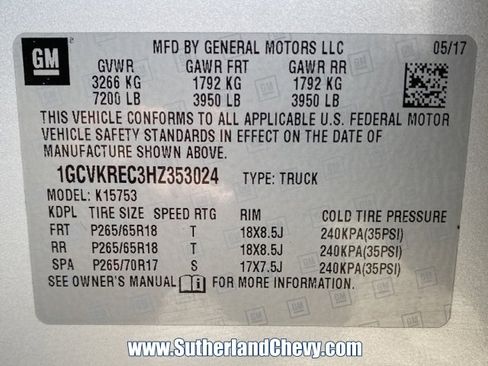 GM
MFD BY GENERAL MOTORS LLC 05/17
GVWR GAWR FRT GAWR RR
3266 KG 1792 KG 1792 KG
7200 LB 3950 LB 3950 LB
THIS VEHICLE CONFORMS TO ALL APPLICABLE U.S. FEDERAL MOTOR
VEHICLE SAFETY STANDARDS IN EFFECT ON THE DATE OF
MANUFACTURE SHOWN ABOVE.
1GCVKREC3HZ353024 TYPE: TRUCK
MODEL: K15753
KDPL TIRE SIZE SPEED RTG RIM COLD TIRE PRESSURE
FRT P265/65R18 T 18X8.5J 240KPA(35PSI)
RR P265/65R18 T 18X8.5J 240KPA(35PSI)
SPA P265/70R17 S 17X7.5J 240KPA(35PSI)
SEE OWNER'S MANUAL FOR MORE INFORMATION
www.SutherlandChevy.com